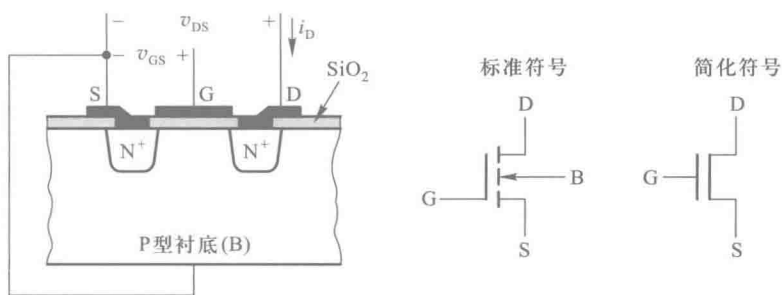 − v_DS +
i_D
− v_GS +
SiO₂
S G D
N⁺ N⁺
P型衬底(B)
标准符号
D
G
B
S
简化符号
D
G
S